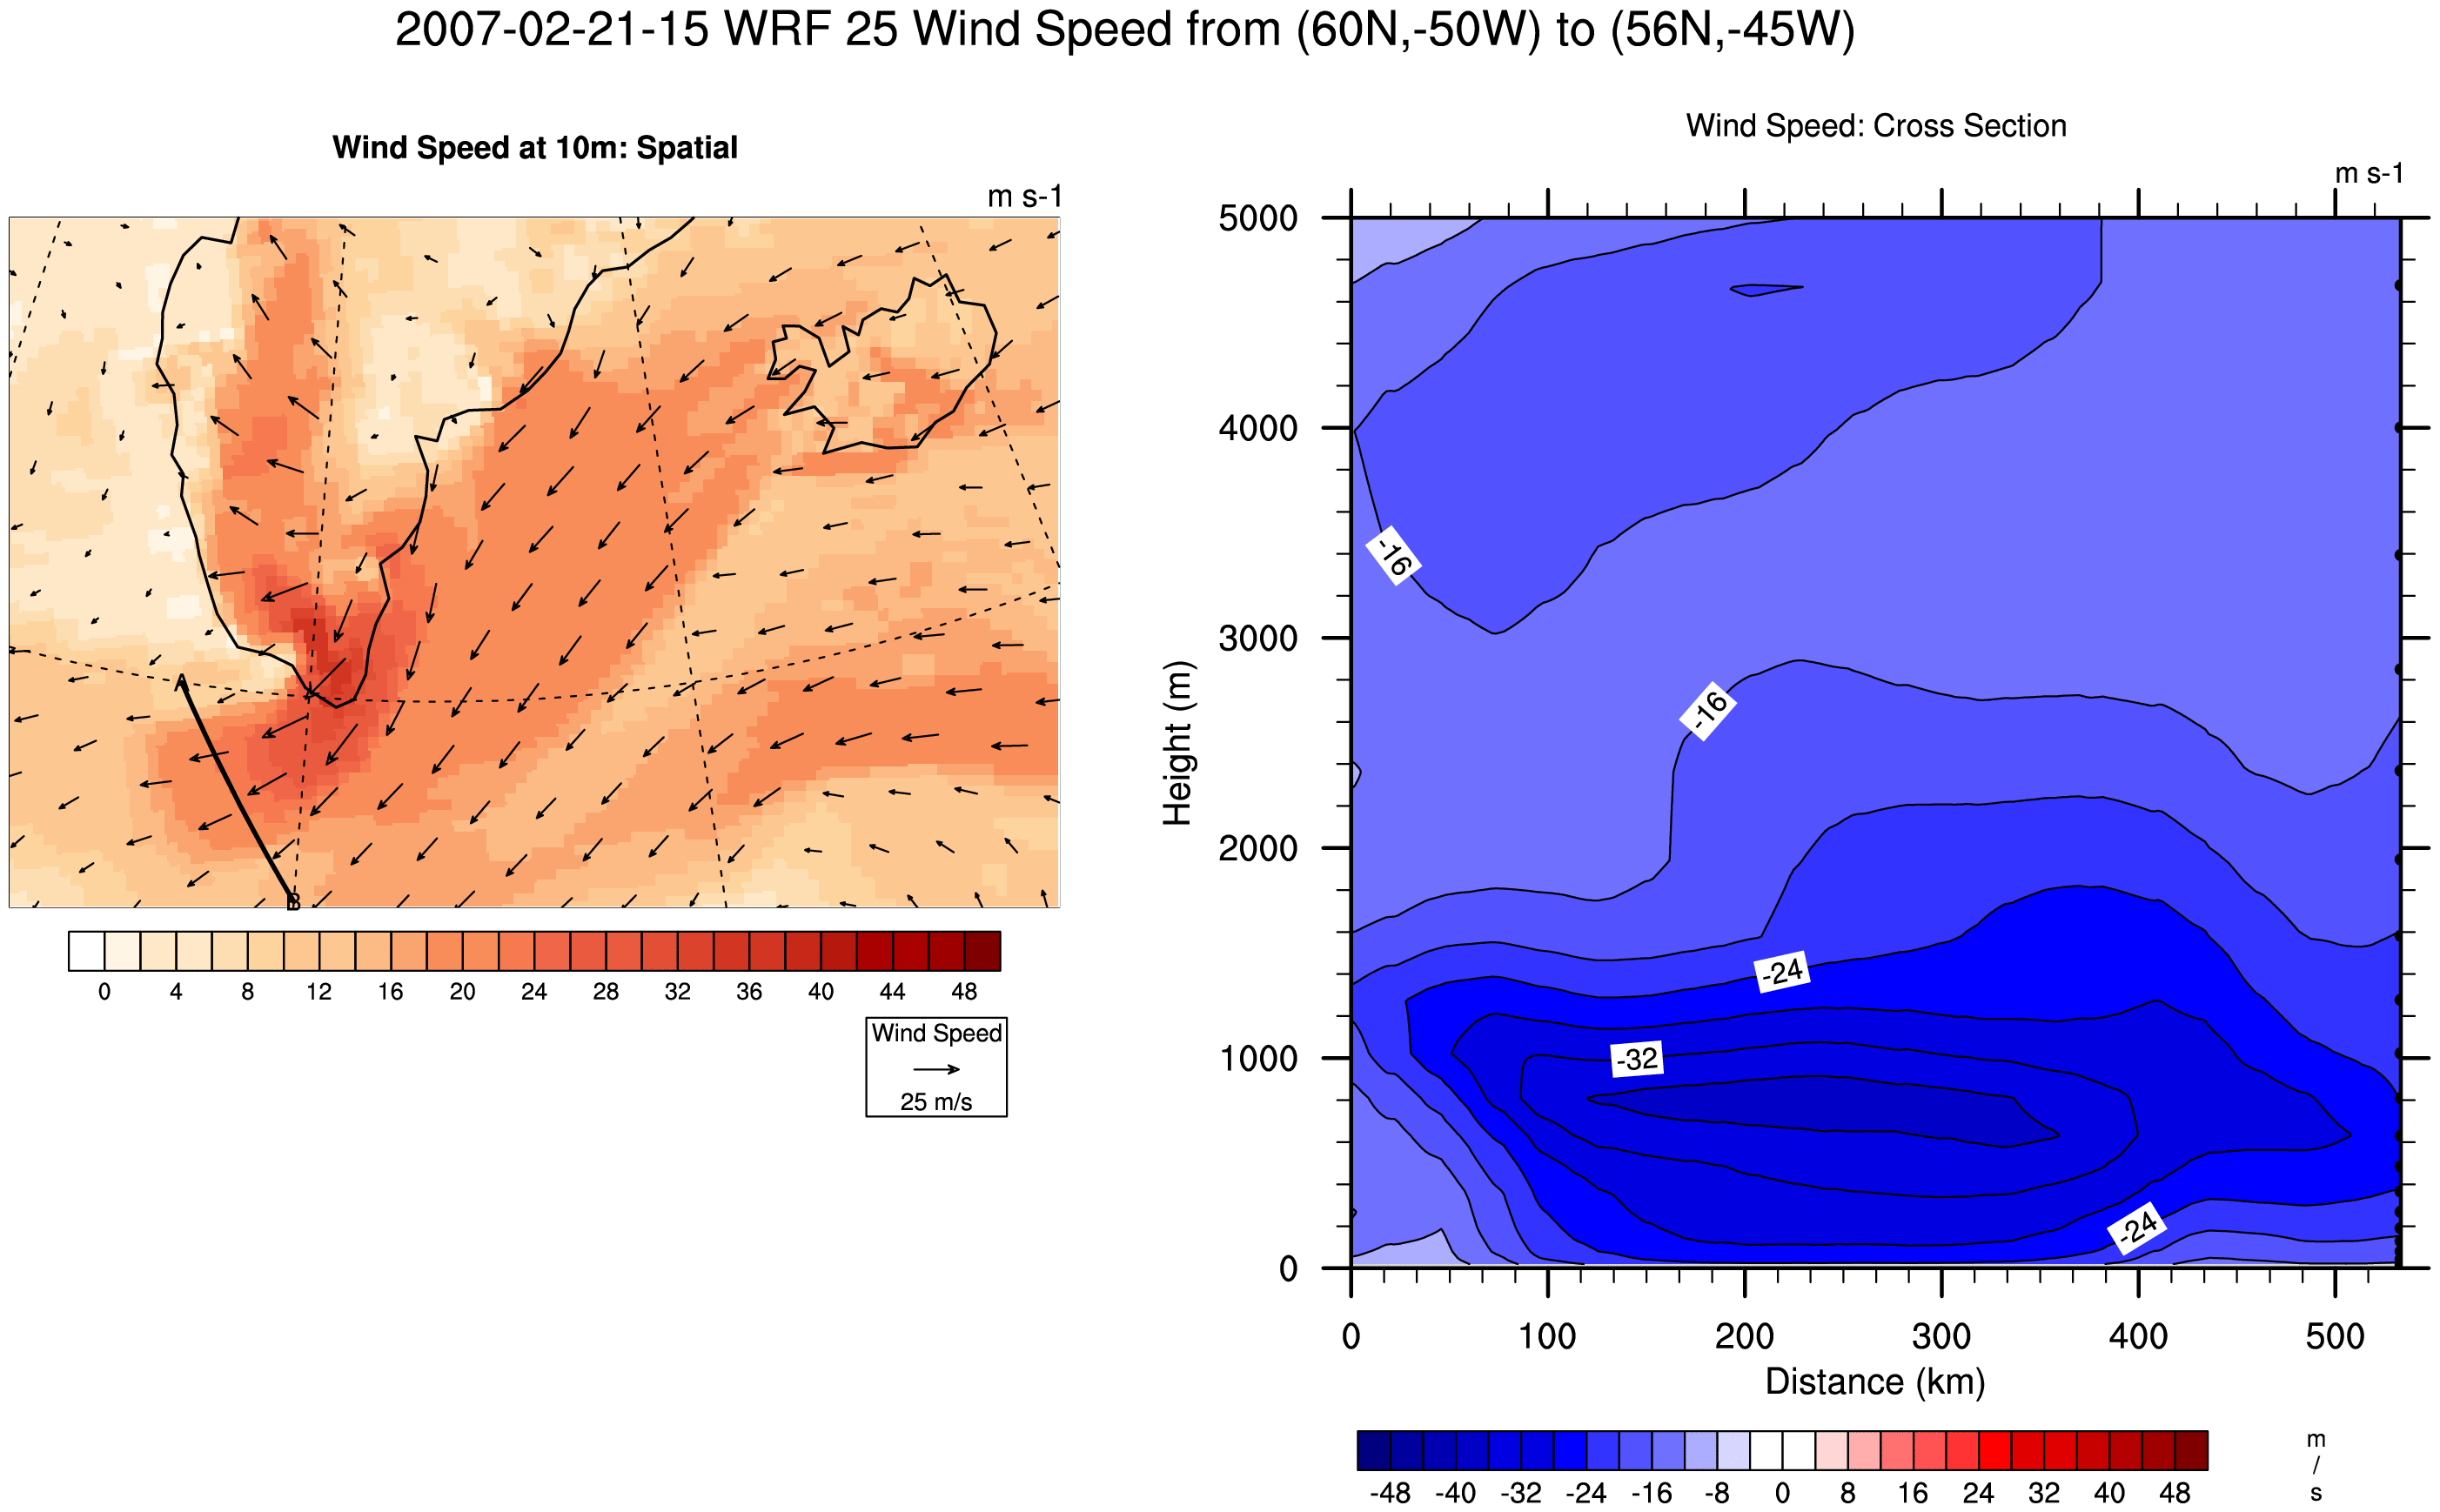 2007-02-21-15 WRF 25 Wind Speed from (60N,-50W) to (56N,-45W)
Wind Speed at 10m: Spatial
m s-1
A
B
0 4 8 12 16 20 24 28 32 36 40 44 48
Wind Speed
25 m/s
Wind Speed: Cross Section
m s-1
5000
4000
3000
2000
1000
0
Height (m)
-16
-16
-24
-32
-24
0 100 200 300 400 500
Distance (km)
-48 -40 -32 -24 -16 -8 0 8 16 24 32 40 48
m
/
s